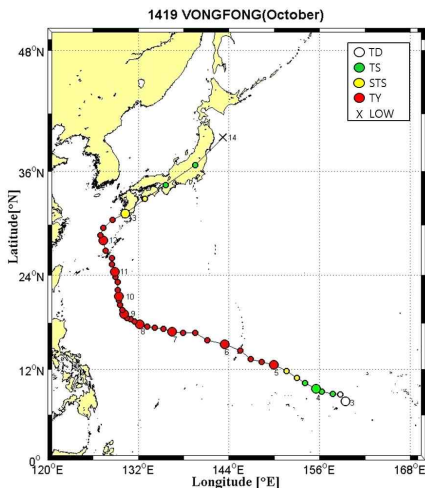 1419 VONGFONG(October)
48°N
36°N
24°N
12°N
0°
120°E
132°E
144°E
156°E
168°E
Latitude[°N]
Longitude [°E]
TD
TS
STS
TY
X LOW
14
13
12
11
10
9
8
7
6
5
4
3